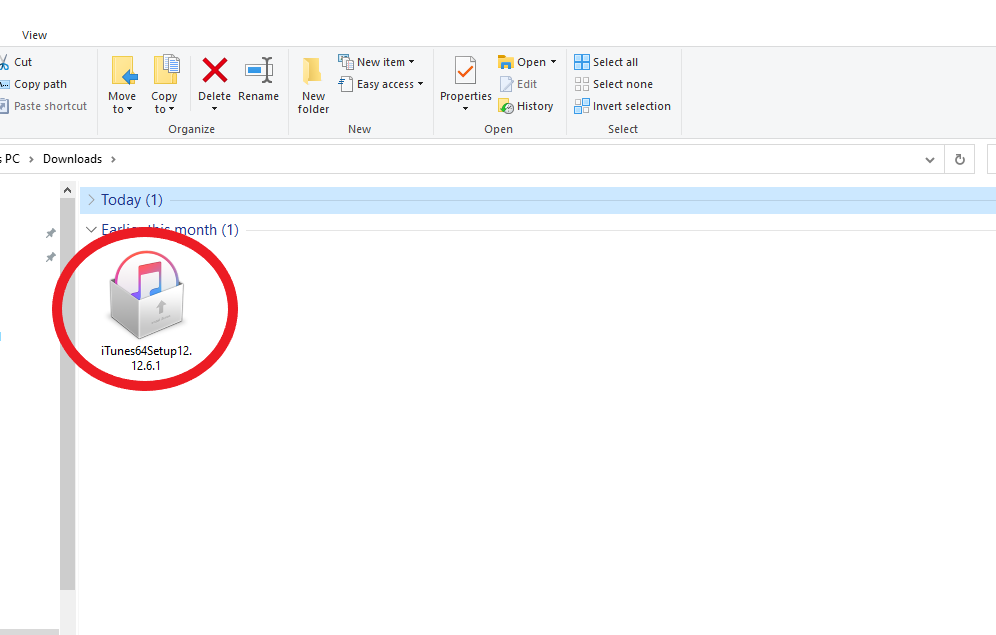 View
Cut
Copy path
Paste shortcut
Move
to
Copy
to
Delete
Rename
Organize
New
folder
New item
Easy access
New
Properties
Open
Edit
History
Open
Select all
Select none
Invert selection
Select
PC
Downloads
Today (1)
Earlier this month (1)
iTunes64Setup12.
12.6.1